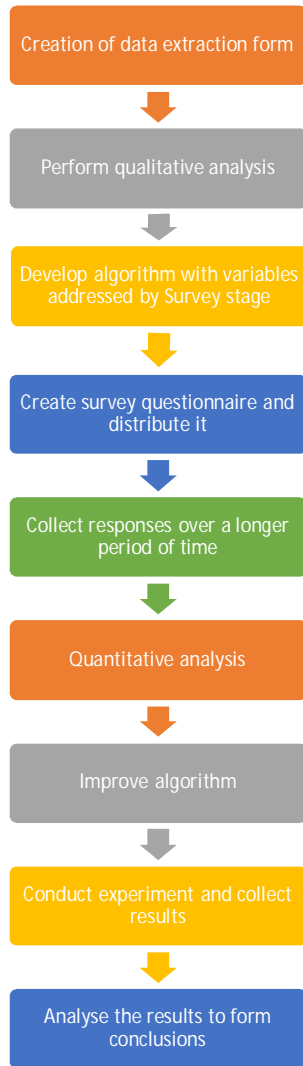 Creation of data extraction form
Perform qualitative analysis
Develop algorithm with variables
addressed by Survey stage
Create survey questionnaire and
distribute it
Collect responses over a longer
period of time
Quantitative analysis
Improve algorithm
Conduct experiment and collect
results
Analyse the results to form
conclusions